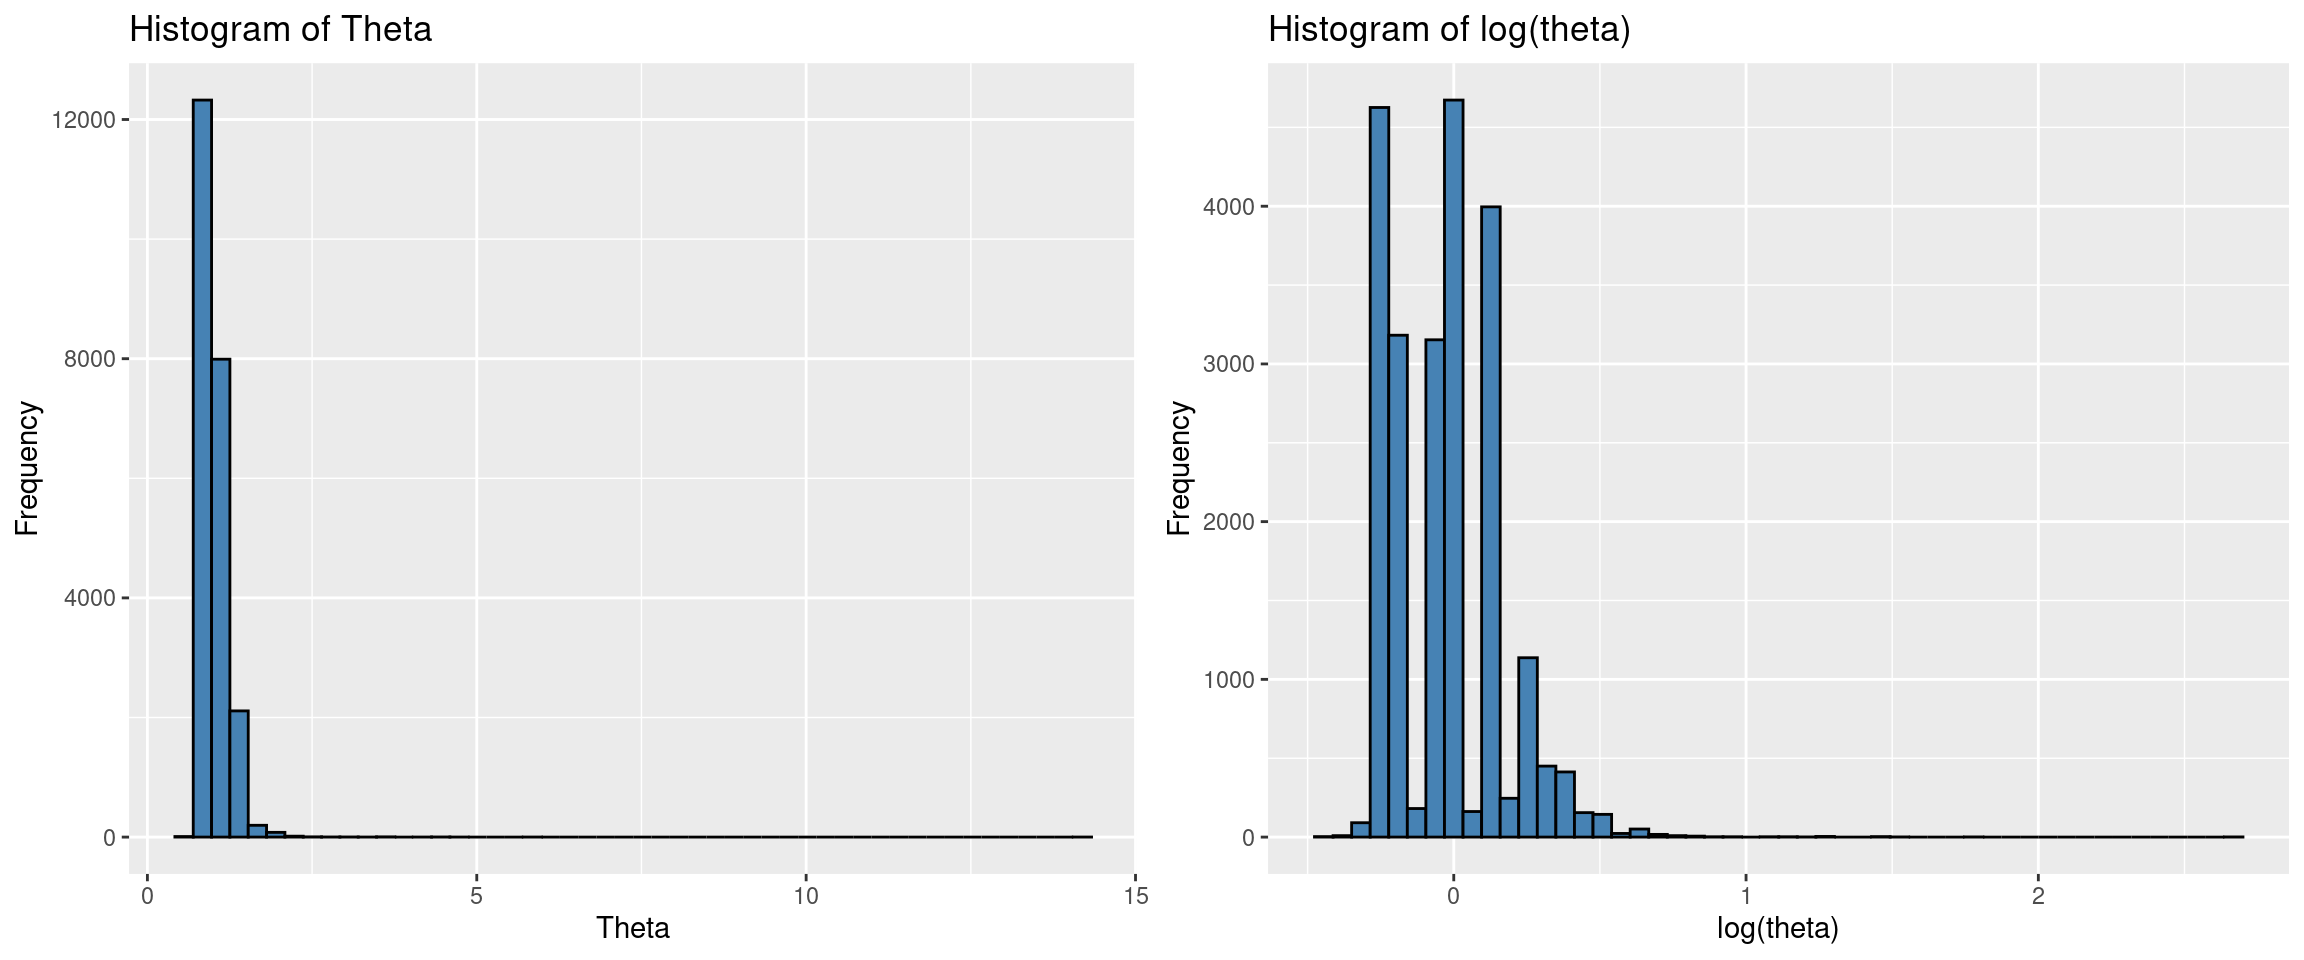 Histogram of Theta
Frequency
12000
8000
4000
0
0 5 10 15
Theta
Histogram of log(theta)
Frequency
4000
3000
2000
1000
0
0 1 2
log(theta)